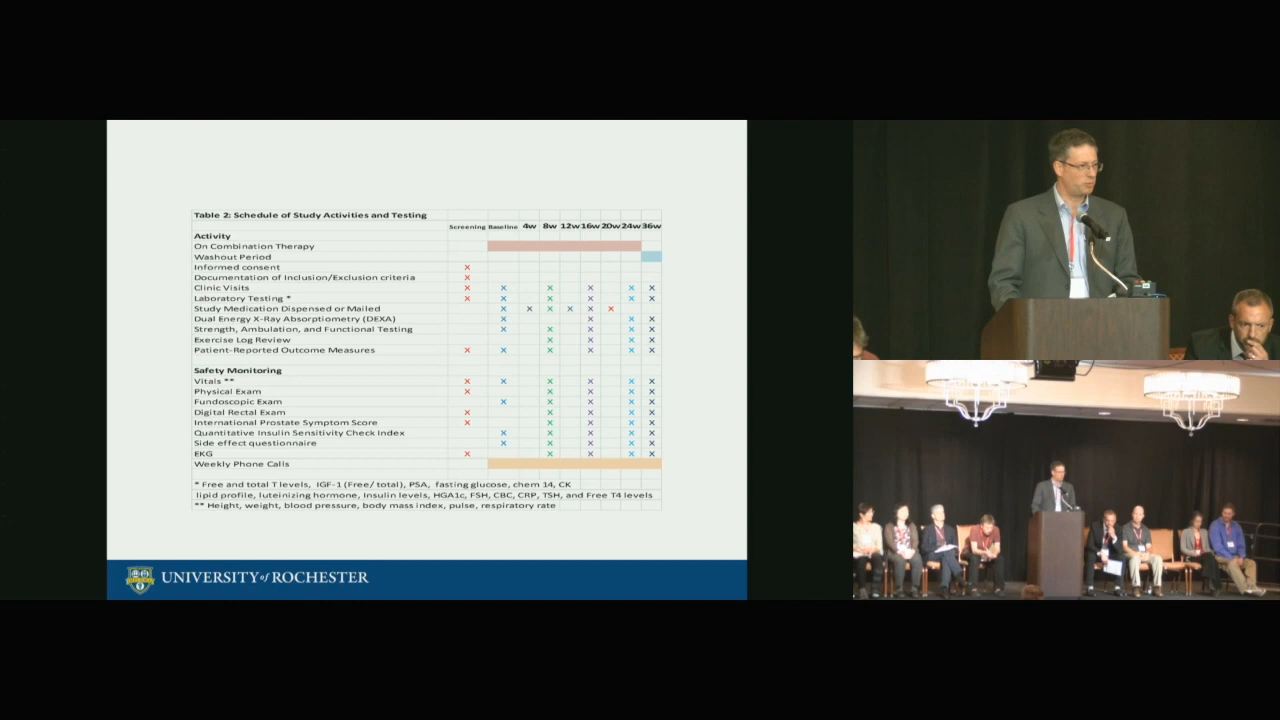 Table 2: Schedule of Study Activities and Testing
Screening Baseline 4w 8w 12w 16w 20w 24w 36w
Activity
On Combination Therapy
Washout Period
Informed consent X
Documentation of Inclusion/Exclusion criteria X
Clinic Visits X X X X X X
Laboratory Testing * X X X X X X
Study Medication Dispensed or Mailed X X X X X X
Dual Energy X-Ray Absorptiometry (DEXA) X X X X
Strength, Ambulation, and Functional Testing X X X X X
Exercise Log Review X X X X
Patient-Reported Outcome Measures X X X X X X
Safety Monitoring
Vitals ** X X X X X X
Physical Exam X X X X X
Fundoscopic Exam X X X X X
Digital Rectal Exam X X X X X
International Prostate Symptom Score X X X X X
Quantitative Insulin Sensitivity Check Index X X X X X
Side effect questionnaire X X X X X
EKG X X X X X
Weekly Phone Calls
* Free and total T levels, IGF-1 (Free/ total), PSA, fasting glucose, chem 14, CK
lipid profile, luteinizing hormone, Insulin levels, HGA1c, FSH, CBC, CRP, TSH, and Free T4 levels
** Height, weight, blood pressure, body mass index, pulse, respiratory rate
UNIVERSITY of ROCHESTER